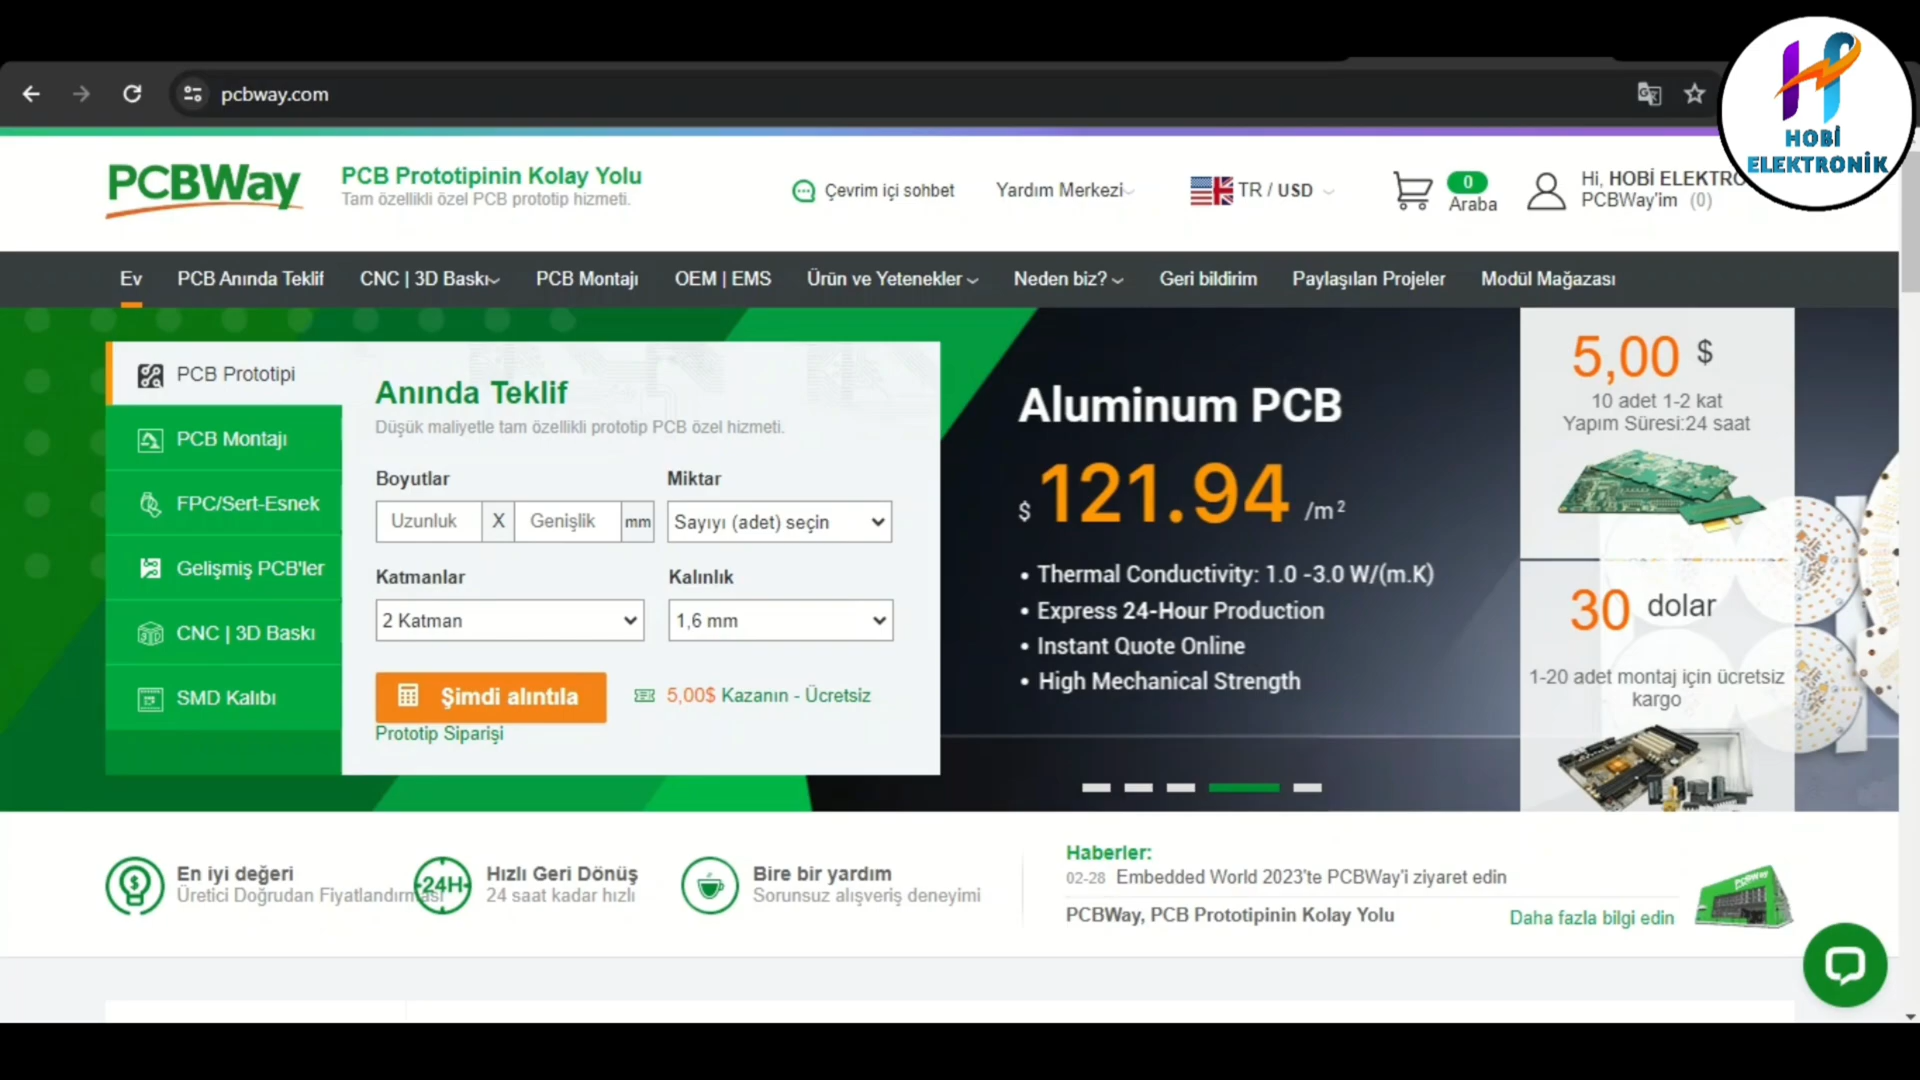 pcbway.com
HOBİ
ELEKTRONİK
PCBWay
PCB Prototipinin Kolay Yolu
Tam özellikli özel PCB prototip hizmeti.
Çevrim içi sohbet
Yardım Merkezi
TR / USD
0
Araba
Hi, HOBİ ELEKTRO
PCBWay'im (0)
Ev
PCB Anında Teklif
CNC | 3D Baskı
PCB Montajı
OEM | EMS
Ürün ve Yetenekler
Neden biz?
Geri bildirim
Paylaşılan Projeler
Modül Mağazası
PCB Prototipi
PCB Montajı
FPC/Sert-Esnek
Gelişmiş PCB'ler
CNC | 3D Baskı
SMD Kalıbı
Anında Teklif
Düşük maliyetle tam özellikli prototip PCB özel hizmeti.
Boyutlar
Miktar
Uzunluk X Genişlik mm
Sayıyı (adet) seçin
Katmanlar
Kalınlık
2 Katman
1,6 mm
Şimdi alıntıla
5,00$ Kazanın - Ücretsiz
Prototip Siparişi
Aluminum PCB
$ 121.94 /m²
• Thermal Conductivity: 1.0 -3.0 W/(m.K)
• Express 24-Hour Production
• Instant Quote Online
• High Mechanical Strength
5,00 $
10 adet 1-2 kat
Yapım Süresi:24 saat
30 dolar
1-20 adet montaj için ücretsiz
kargo
En iyi değeri
Üretici Doğrudan Fiyatlandırması
24H
Hızlı Geri Dönüş
24 saat kadar hızlı
Bire bir yardım
Sorunsuz alışveriş deneyimi
Haberler:
02-28 Embedded World 2023'te PCBWay'i ziyaret edin
PCBWay, PCB Prototipinin Kolay Yolu
Daha fazla bilgi edin
PCBWay